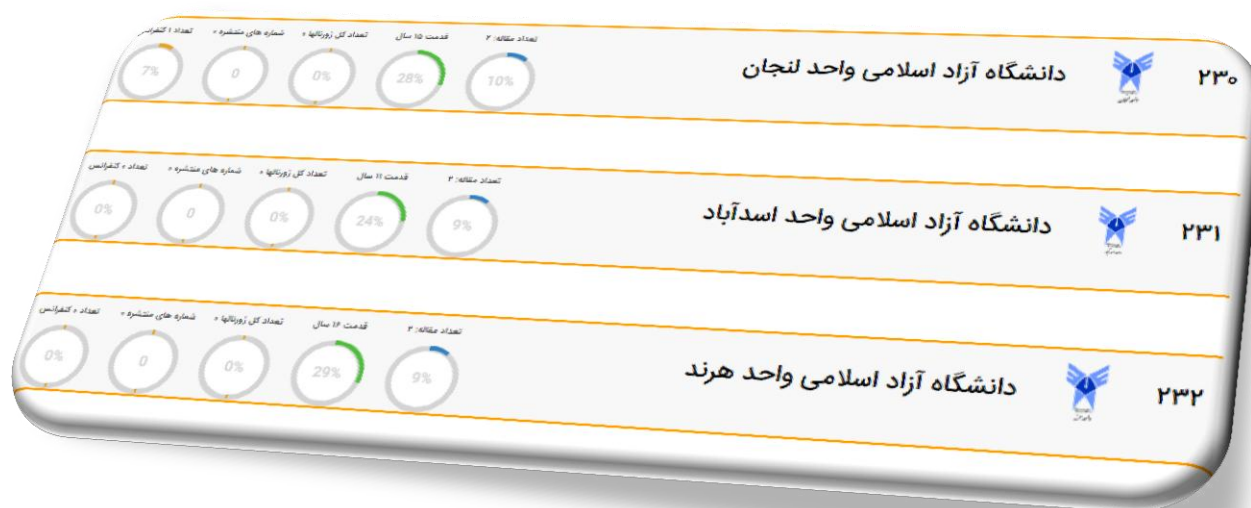 ۲۳۰
دانشگاه آزاد اسلامی واحد لنجان
تعداد مقاله: ۲
10%
قدمت ۱۵ سال
28%
تعداد کل ژورنالها ۰
0%
شماره های منتشره ۰
0
تعداد ۱ کنفرانس
7%
۲۳۱
دانشگاه آزاد اسلامی واحد اسدآباد
تعداد مقاله: ۲
9%
قدمت ۱۱ سال
24%
تعداد کل ژورنالها ۰
0%
شماره های منتشره ۰
0
تعداد ۰ کنفرانس
0%
۲۳۲
دانشگاه آزاد اسلامی واحد هرند
تعداد مقاله: ۲
9%
قدمت ۱۶ سال
29%
تعداد کل ژورنالها ۰
0%
شماره های منتشره ۰
0
تعداد ۰ کنفرانس
0%